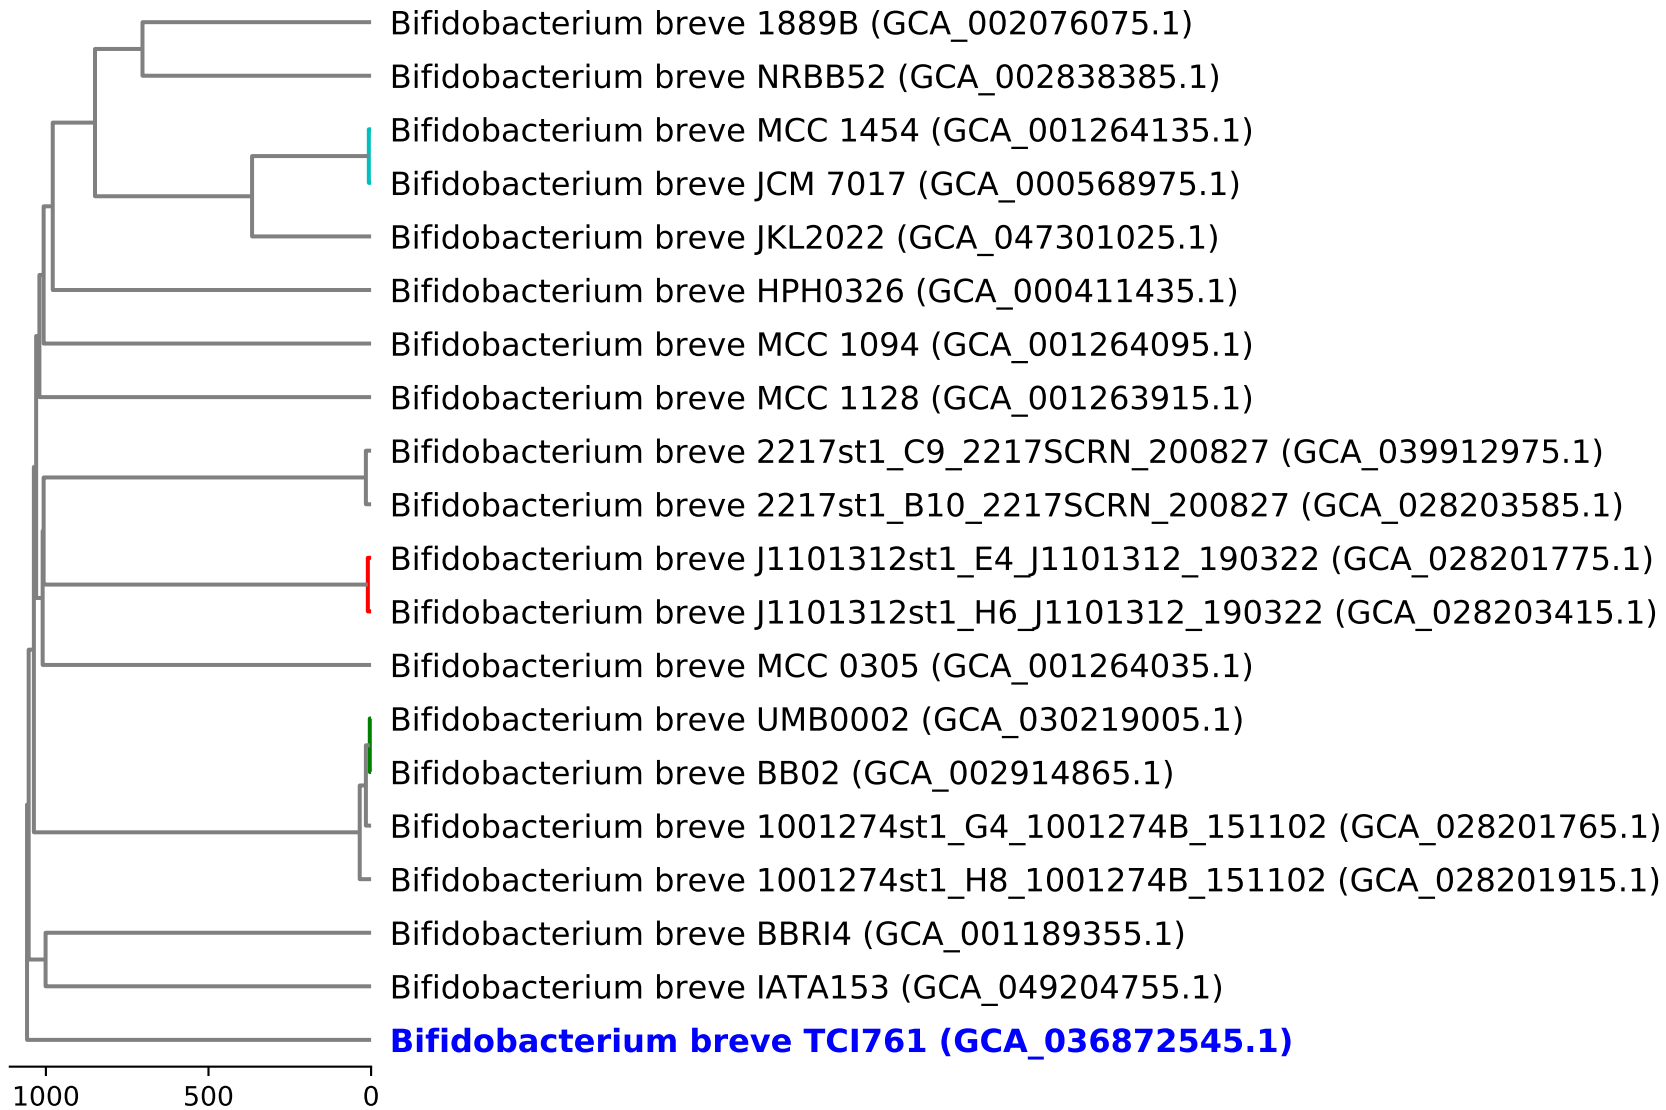 Bifidobacterium breve 1889B (GCA_002076075.1)
Bifidobacterium breve NRBB52 (GCA_002838385.1)
Bifidobacterium breve MCC 1454 (GCA_001264135.1)
Bifidobacterium breve JCM 7017 (GCA_000568975.1)
Bifidobacterium breve JKL2022 (GCA_047301025.1)
Bifidobacterium breve HPH0326 (GCA_000411435.1)
Bifidobacterium breve MCC 1094 (GCA_001264095.1)
Bifidobacterium breve MCC 1128 (GCA_001263915.1)
Bifidobacterium breve 2217st1_C9_2217SCRN_200827 (GCA_039912975.1)
Bifidobacterium breve 2217st1_B10_2217SCRN_200827 (GCA_028203585.1)
Bifidobacterium breve J1101312st1_E4_J1101312_190322 (GCA_028201775.1)
Bifidobacterium breve J1101312st1_H6_J1101312_190322 (GCA_028203415.1)
Bifidobacterium breve MCC 0305 (GCA_001264035.1)
Bifidobacterium breve UMB0002 (GCA_030219005.1)
Bifidobacterium breve BB02 (GCA_002914865.1)
Bifidobacterium breve 1001274st1_G4_1001274B_151102 (GCA_028201765.1)
Bifidobacterium breve 1001274st1_H8_1001274B_151102 (GCA_028201915.1)
Bifidobacterium breve BBRI4 (GCA_001189355.1)
Bifidobacterium breve IATA153 (GCA_049204755.1)
Bifidobacterium breve TCI761 (GCA_036872545.1)
1000 500 0